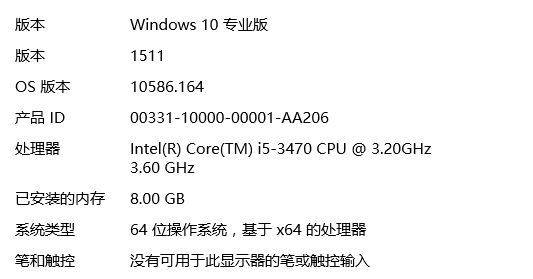 版本 Windows 10 专业版
版本 1511
OS 版本 10586.164
产品 ID 00331-10000-00001-AA206
处理器 Intel(R) Core(TM) i5-3470 CPU @ 3.20GHz
3.60 GHz
已安装的内存 8.00 GB
系统类型 64 位操作系统，基于 x64 的处理器
笔和触控 没有可用于此显示器的笔或触控输入